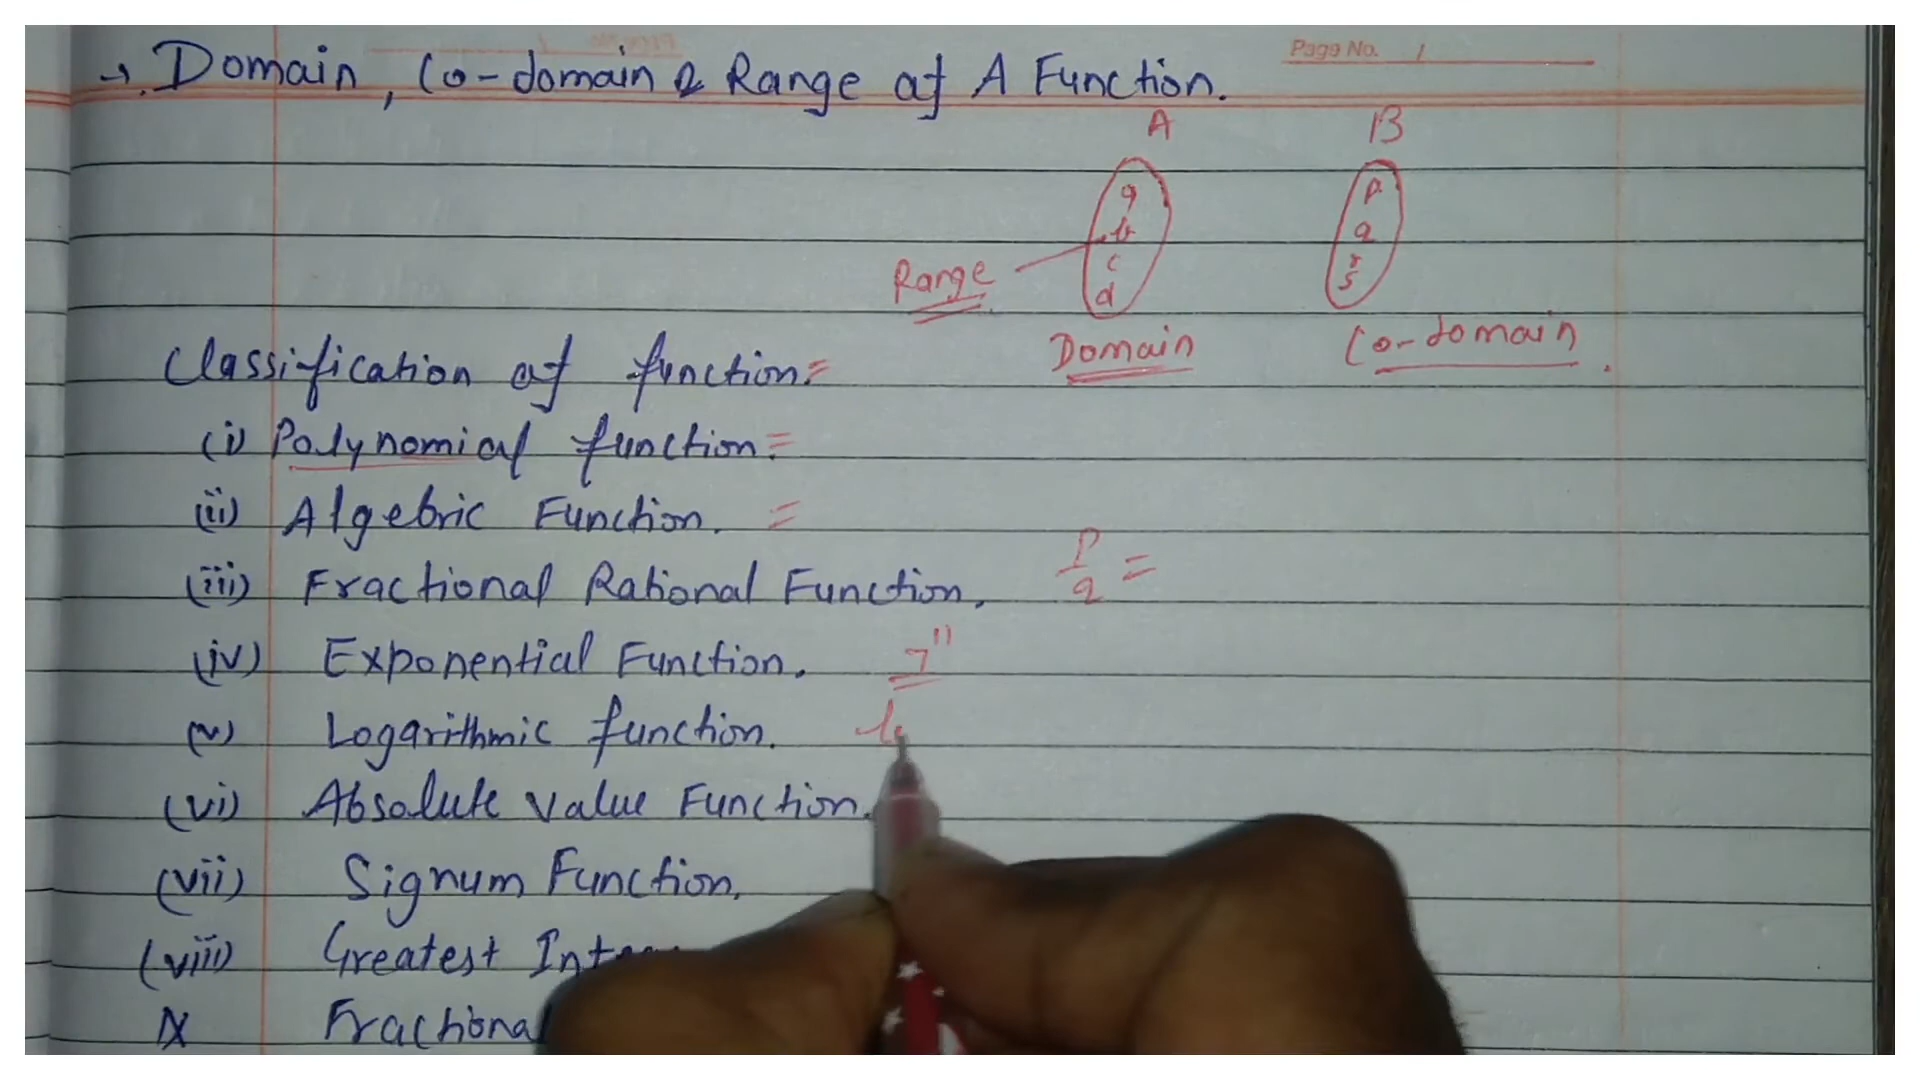 → Domain, Co-domain & Range of A Function.
Page No. 1
A B
a p
b q
c r
d s
Range
Domain Co-domain.
Classification of function:=
(i) Polynomial function:=
(ii) Algebric Function. =
(iii) Fractional Rational Function. p/q =
(iv) Exponential Function. 7"
(v) Logarithmic function.
(vi) Absolute Value Function.
(vii) Signum Function.
(viii) Greatest
IX Fractional